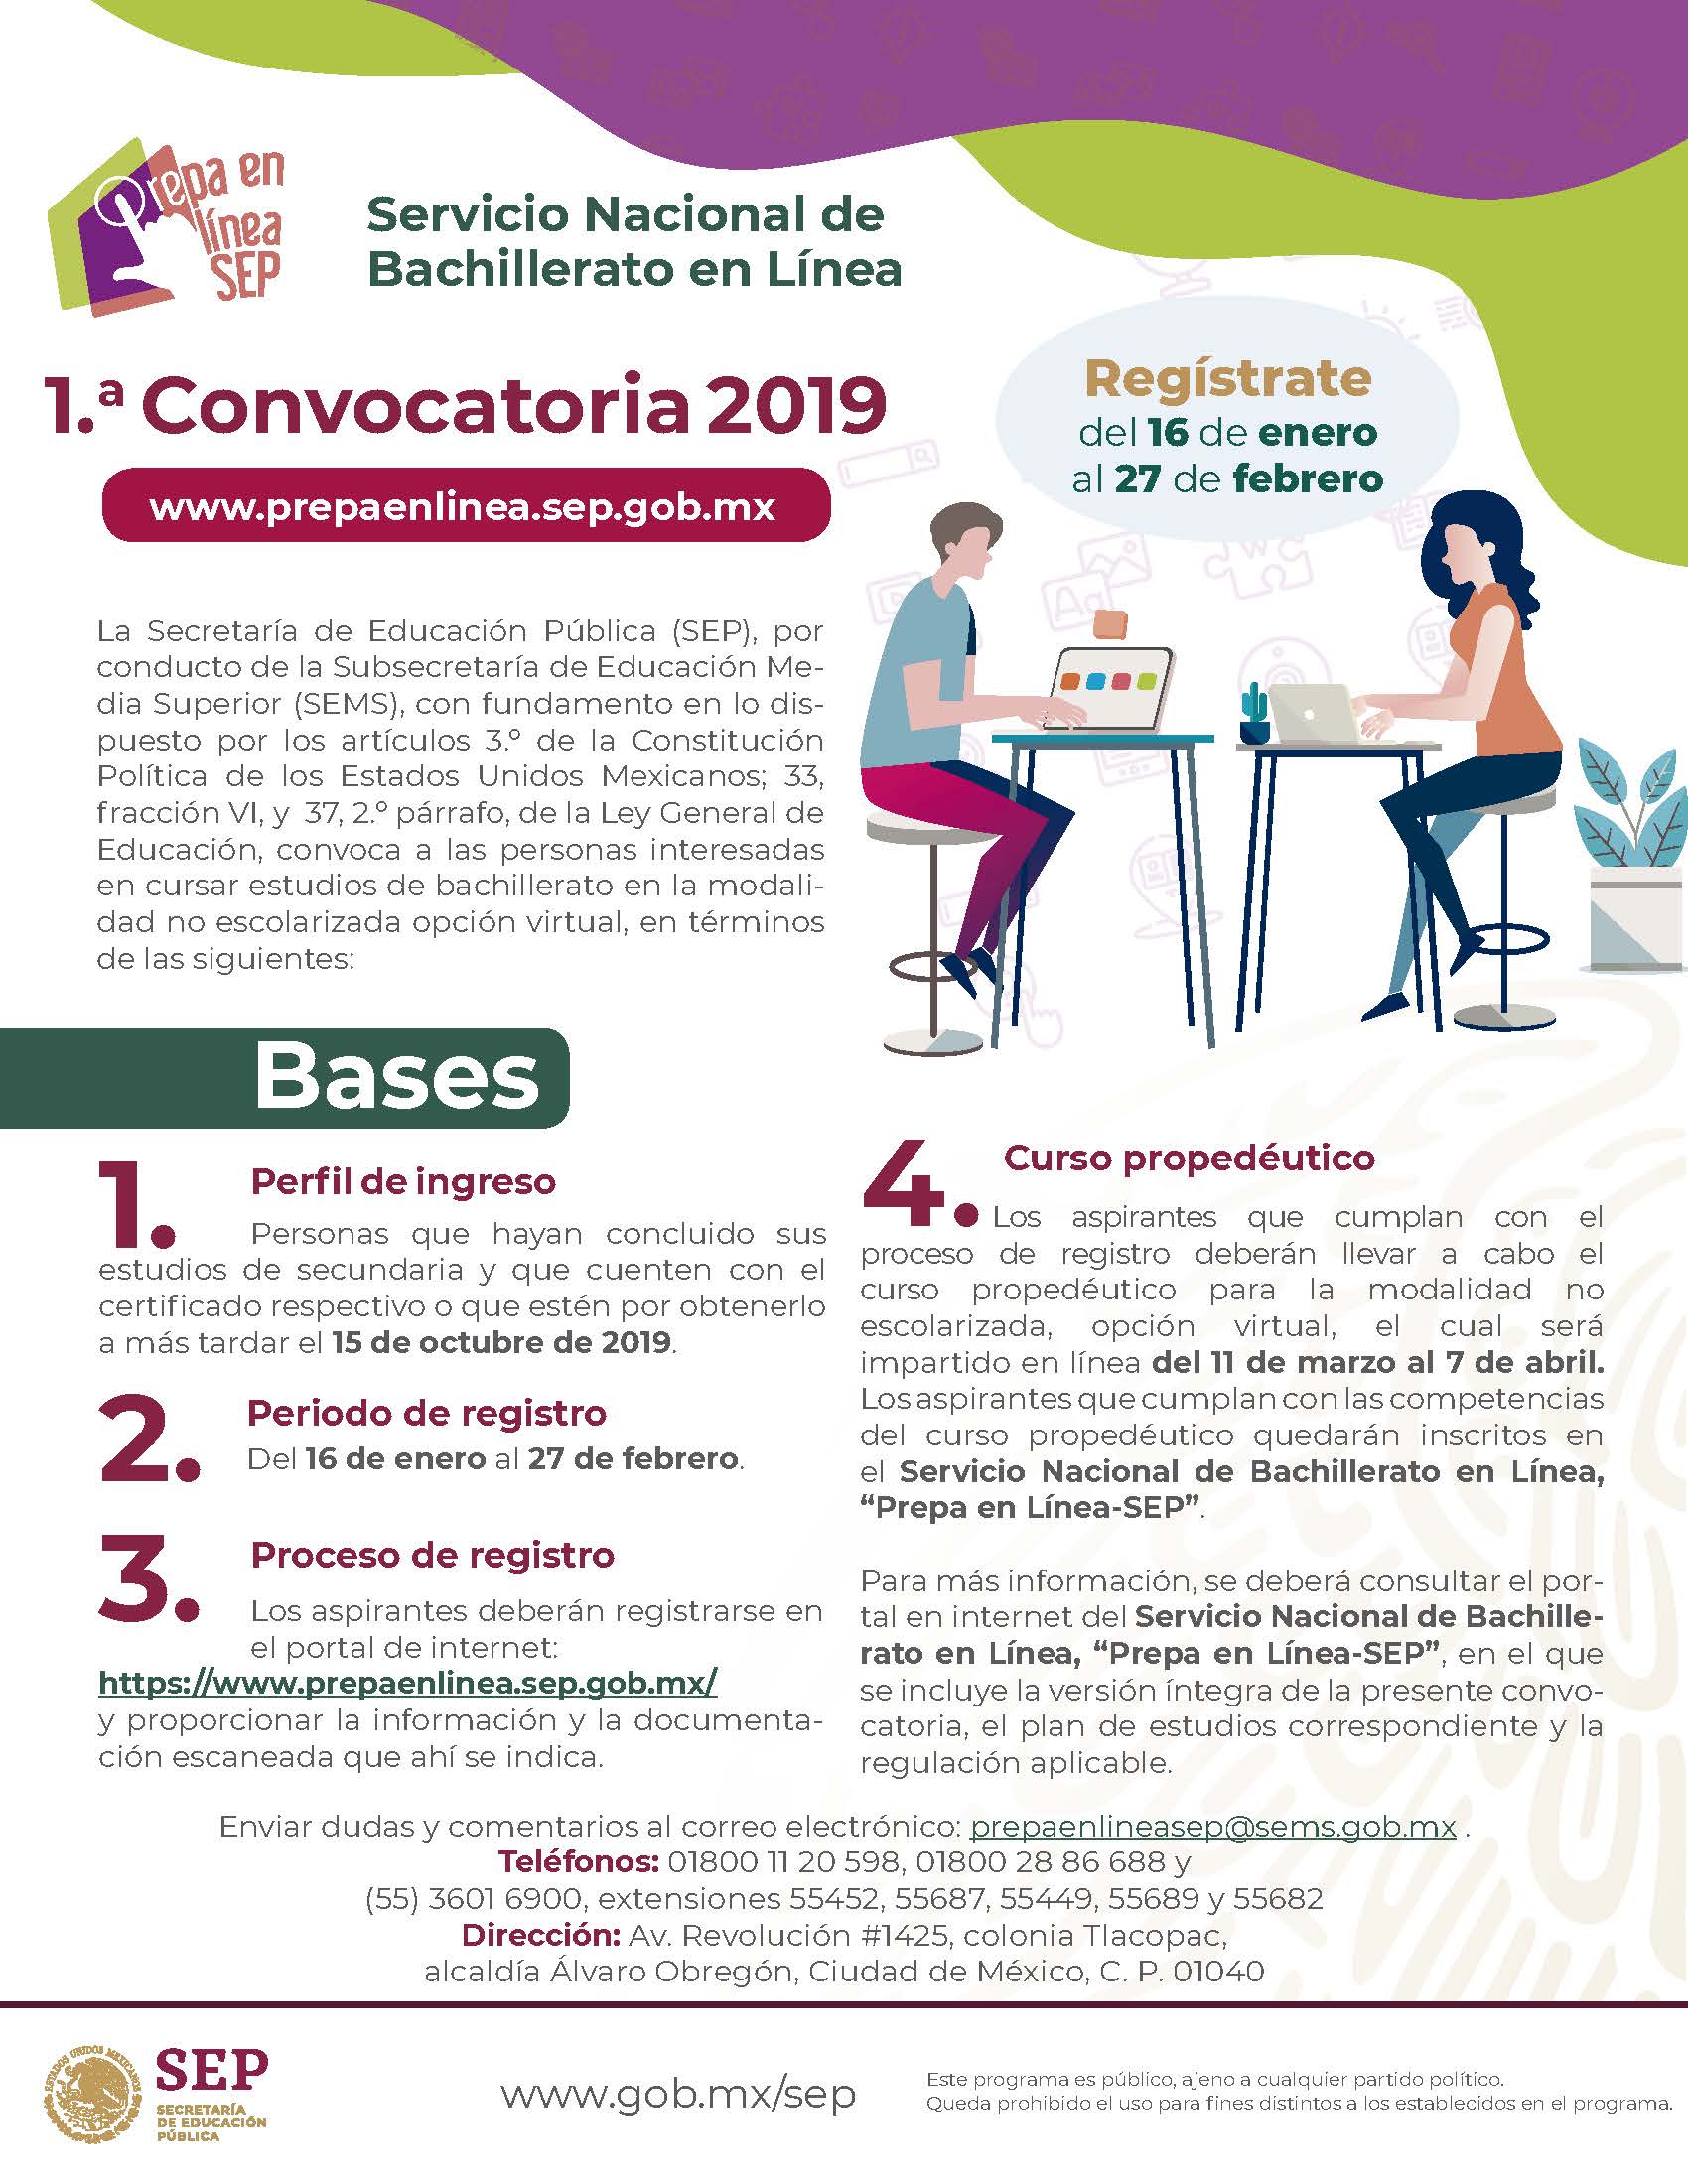 Prepa en
línea
SEP
Servicio Nacional de
Bachillerato en Línea
1.ª Convocatoria 2019
www.prepaenlinea.sep.gob.mx
Regístrate
del 16 de enero
al 27 de febrero
La Secretaría de Educación Pública (SEP), por
conducto de la Subsecretaría de Educación Me-
dia Superior (SEMS), con fundamento en lo dis-
puesto por los artículos 3.º de la Constitución
Política de los Estados Unidos Mexicanos; 33,
fracción VI, y 37, 2.º párrafo, de la Ley General de
Educación, convoca a las personas interesadas
en cursar estudios de bachillerato en la modali-
dad no escolarizada opción virtual, en términos
de las siguientes:
Bases
1. Perfil de ingreso
Personas que hayan concluido sus
estudios de secundaria y que cuenten con el
certificado respectivo o que estén por obtenerlo
a más tardar el 15 de octubre de 2019.
2. Periodo de registro
Del 16 de enero al 27 de febrero.
3. Proceso de registro
Los aspirantes deberán registrarse en
el portal de internet:
https://www.prepaenlinea.sep.gob.mx/
y proporcionar la información y la documenta-
ción escaneada que ahí se indica.
4. Curso propedéutico
Los aspirantes que cumplan con el
proceso de registro deberán llevar a cabo el
curso propedéutico para la modalidad no
escolarizada, opción virtual, el cual será
impartido en línea del 11 de marzo al 7 de abril.
Los aspirantes que cumplan con las competencias
del curso propedéutico quedarán inscritos en
el Servicio Nacional de Bachillerato en Línea,
“Prepa en Línea-SEP”.
Para más información, se deberá consultar el por-
tal en internet del Servicio Nacional de Bachille-
rato en Línea, “Prepa en Línea-SEP”, en el que
se incluye la versión íntegra de la presente convo-
catoria, el plan de estudios correspondiente y la
regulación aplicable.
Enviar dudas y comentarios al correo electrónico: prepaenlineasep@sems.gob.mx .
Teléfonos: 01800 11 20 598, 01800 28 86 688 y
(55) 3601 6900, extensiones 55452, 55687, 55449, 55689 y 55682
Dirección: Av. Revolución #1425, colonia Tlacopac,
alcaldía Álvaro Obregón, Ciudad de México, C. P. 01040
ESTADOS UNIDOS MEXICANOS
SEP
SECRETARÍA
DE EDUCACIÓN
PÚBLICA
www.gob.mx/sep
Este programa es público, ajeno a cualquier partido político.
Queda prohibido el uso para fines distintos a los establecidos en el programa.